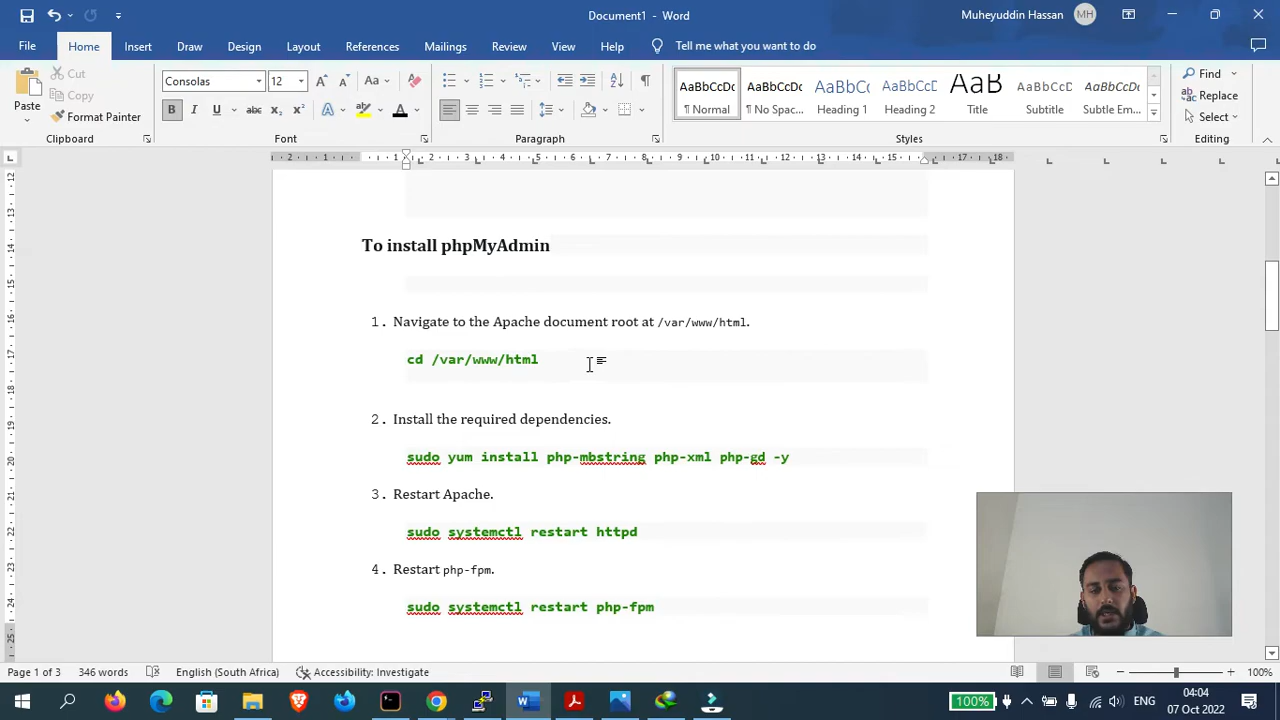 Document1 - Word
Muheyuddin Hassan
MH
File
Home
Insert
Draw
Design
Layout
References
Mailings
Review
View
Help
Tell me what you want to do
Paste
Cut
Copy
Format Painter
Clipboard
Consolas
12
Font
Paragraph
AaBbCcDc
¶ Normal
AaBbCcDc
¶ No Spac...
AaBbCc
Heading 1
AaBbCcD
Heading 2
AaB
Title
AaBbCcD
Subtitle
AaBbCcD
Subtle Em...
Styles
Find
Replace
Select
Editing
To install phpMyAdmin
1. Navigate to the Apache document root at /var/www/html.
cd /var/www/html
2. Install the required dependencies.
sudo yum install php-mbstring php-xml php-gd -y
3. Restart Apache.
sudo systemctl restart httpd
4. Restart php-fpm.
sudo systemctl restart php-fpm
Page 1 of 3
346 words
English (South Africa)
Accessibility: Investigate
100%
100%
ENG
04:04
07 Oct 2022